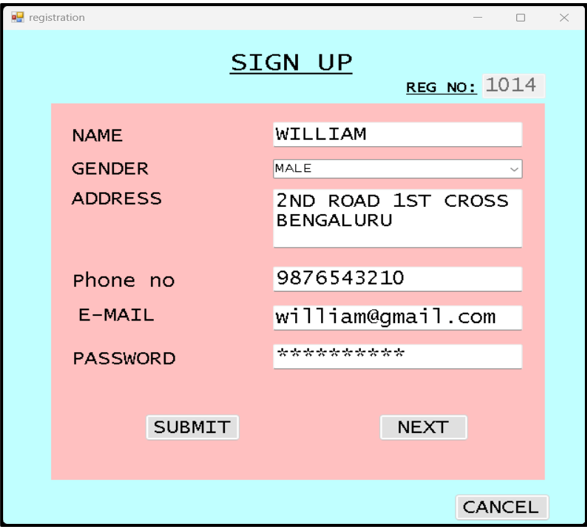 registration
SIGN UP
REG NO: 1014
NAME WILLIAM
GENDER MALE
ADDRESS 2ND ROAD 1ST CROSS
BENGALURU
Phone no 9876543210
E-MAIL william@gmail.com
PASSWORD **********
SUBMIT NEXT
CANCEL